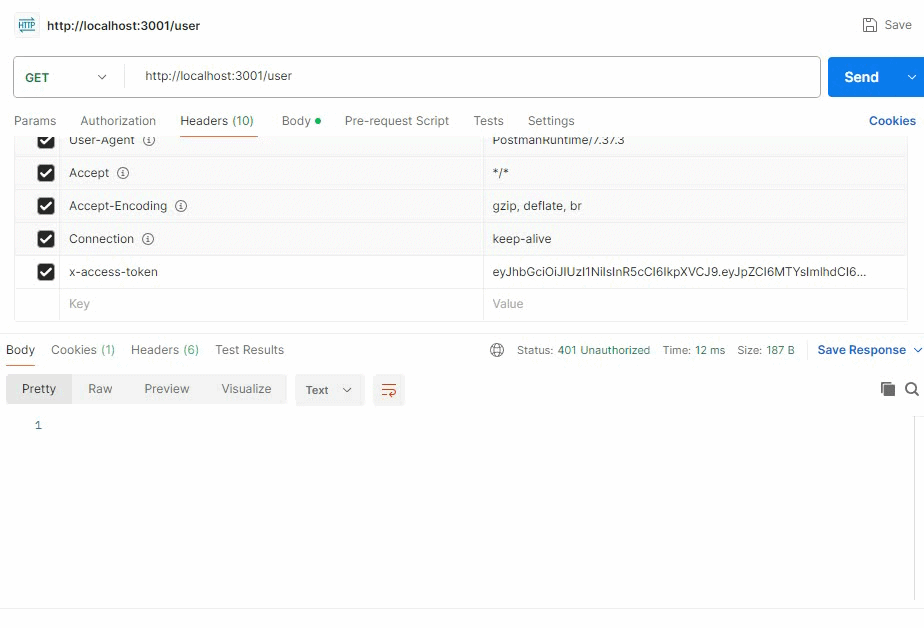 HTTP http://localhost:3001/user Save
GET http://localhost:3001/user Send
Params Authorization Headers (10) Body Pre-request Script Tests Settings Cookies
User-Agent PostmanRuntime/7.37.3
Accept */*
Accept-Encoding gzip, deflate, br
Connection keep-alive
x-access-token eyJhbGciOiJIUzI1NiIsInR5cCI6IkpXVCJ9.eyJpZCI6MTYsImlhdCI6...
Key Value
Body Cookies (1) Headers (6) Test Results Status: 401 Unauthorized Time: 12 ms Size: 187 B Save Response
Pretty Raw Preview Visualize Text
1